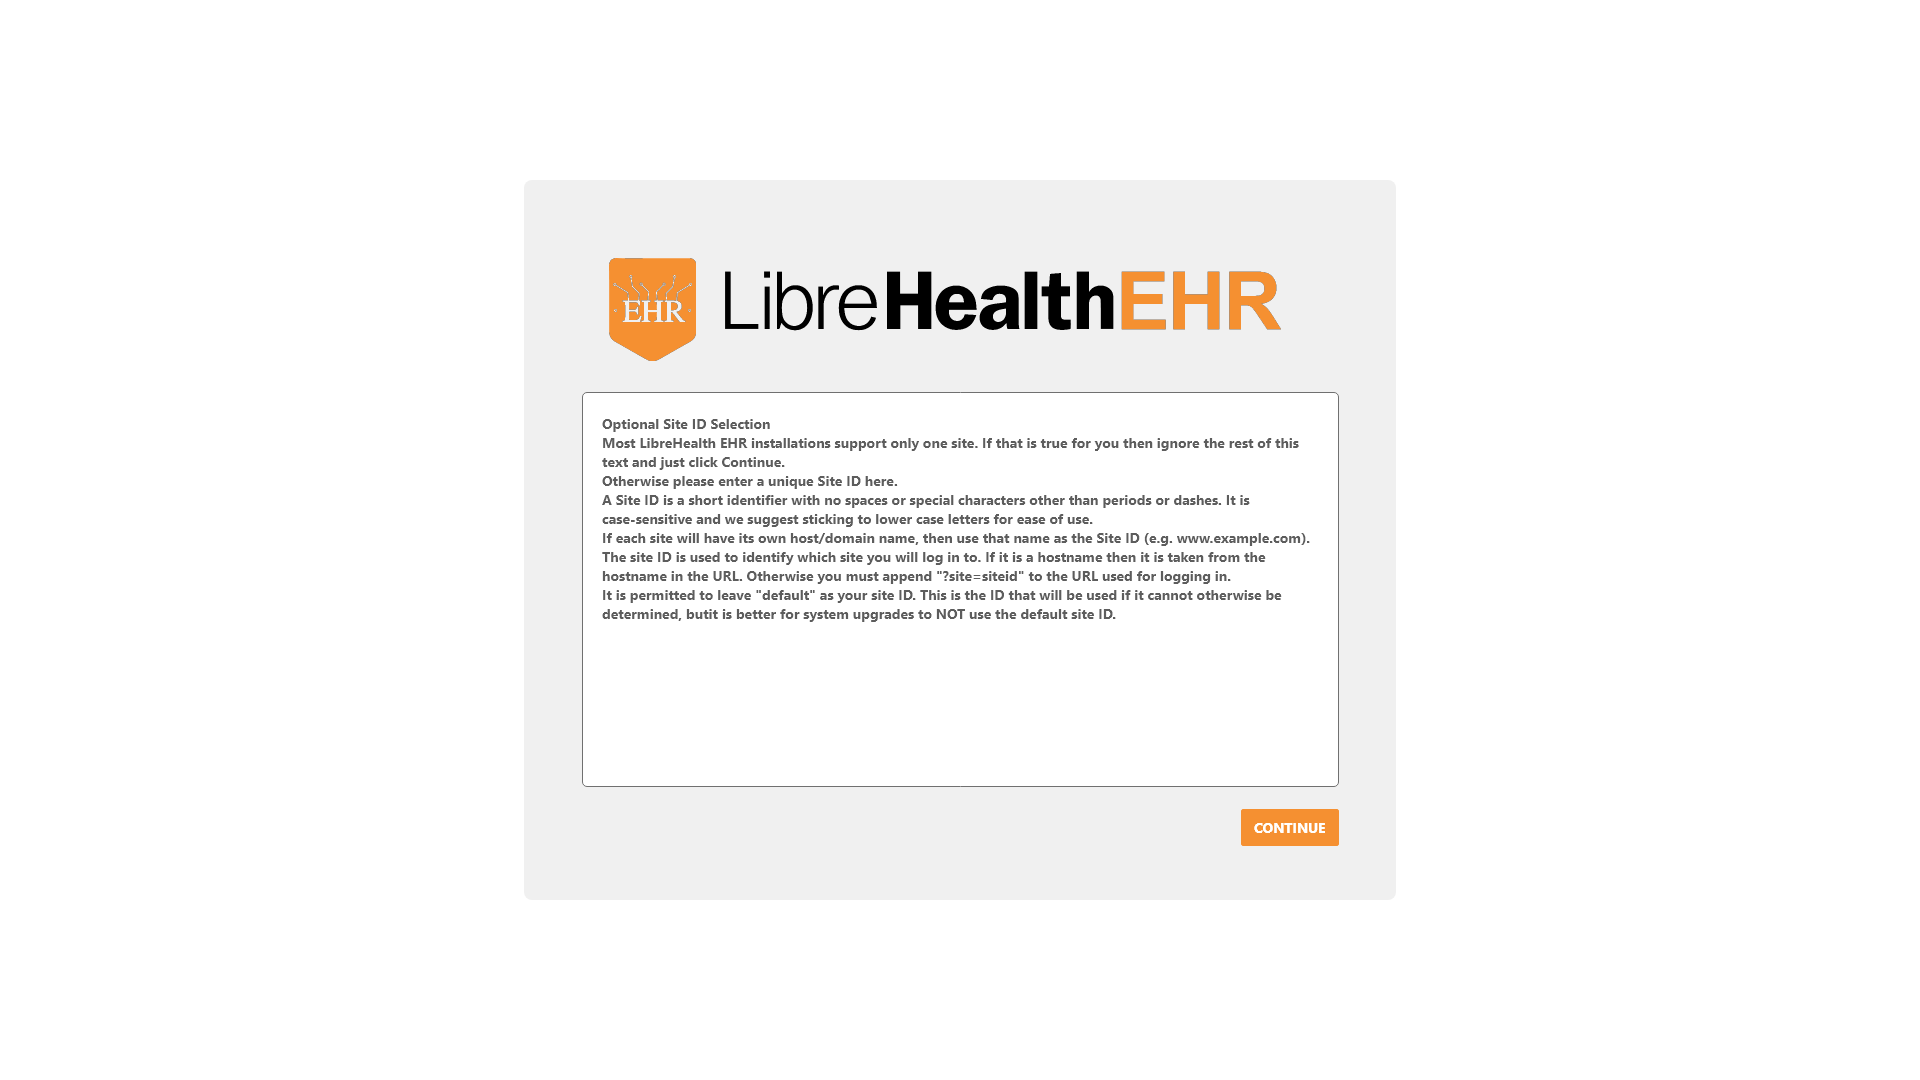 EHR LibreHealthEHR
Optional Site ID Selection
Most LibreHealth EHR installations support only one site. If that is true for you then ignore the rest of this
text and just click Continue.
Otherwise please enter a unique Site ID here.
A Site ID is a short identifier with no spaces or special characters other than periods or dashes. It is
case-sensitive and we suggest sticking to lower case letters for ease of use.
If each site will have its own host/domain name, then use that name as the Site ID (e.g. www.example.com).
The site ID is used to identify which site you will log in to. If it is a hostname then it is taken from the
hostname in the URL. Otherwise you must append "?site=siteid" to the URL used for logging in.
It is permitted to leave "default" as your site ID. This is the ID that will be used if it cannot otherwise be
determined, butit is better for system upgrades to NOT use the default site ID.
CONTINUE